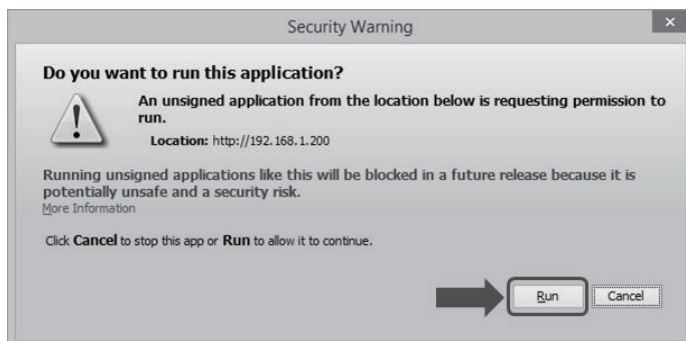 Security Warning
Do you want to run this application?
An unsigned application from the location below is requesting permission to
run.
Location: http://192.168.1.200
Running unsigned applications like this will be blocked in a future release because it is
potentially unsafe and a security risk.
More Information
Click Cancel to stop this app or Run to allow it to continue.
Run Cancel